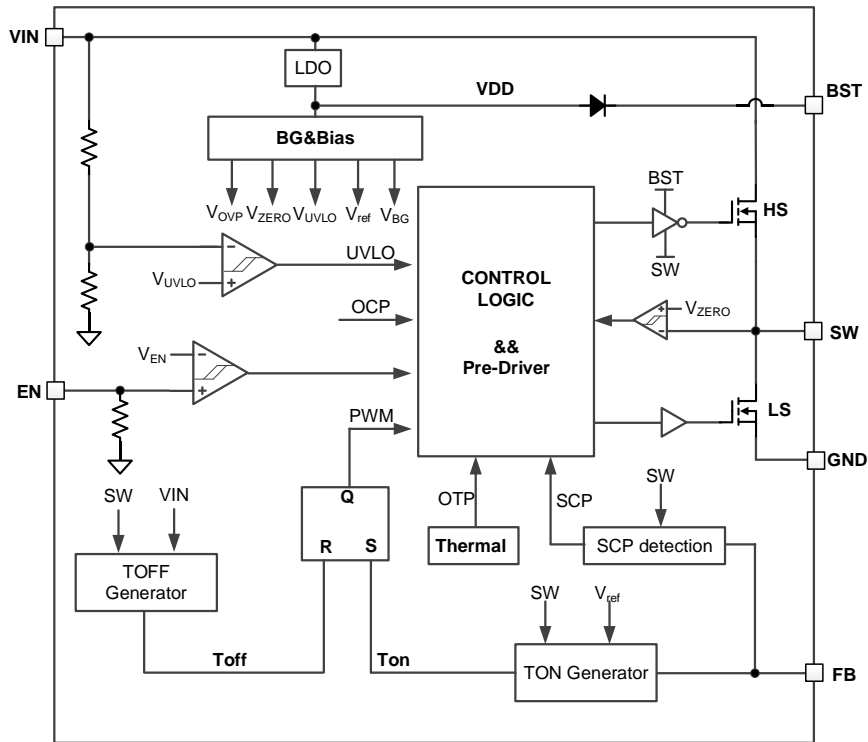 VIN
LDO
VDD
BST
BG&Bias
BST
VOVP VZERO VUVLO Vref VBG
HS
UVLO
SW
VUVLO
CONTROL
LOGIC
&&
Pre-Driver
OCP
VZERO
SW
VEN
EN
LS
PWM
GND
SW VIN
Q
R S
OTP
SCP
SW
Thermal
SCP detection
TOFF
Generator
SW Vref
Toff
Ton
TON Generator
FB